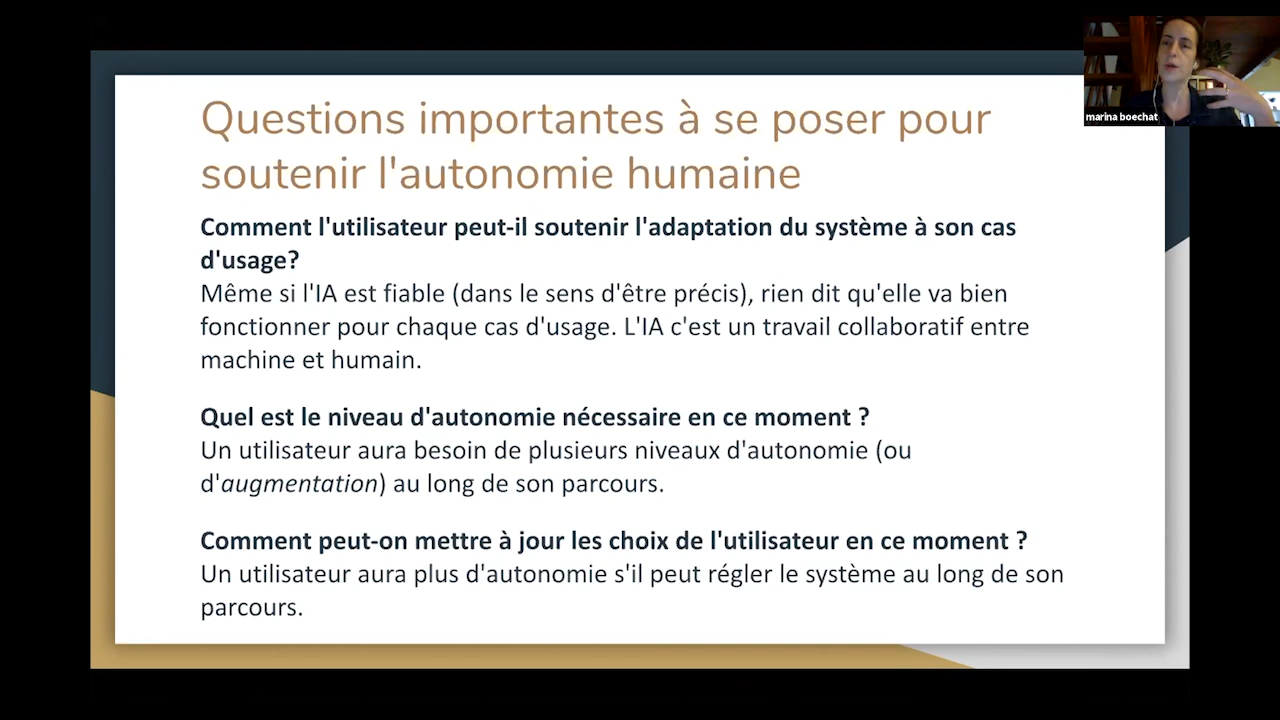 Questions importantes à se poser pour
soutenir l'autonomie humaine
Comment l'utilisateur peut-il soutenir l'adaptation du système à son cas
d'usage?
Même si l'IA est fiable (dans le sens d'être précis), rien dit qu'elle va bien
fonctionner pour chaque cas d'usage. L'IA c'est un travail collaboratif entre
machine et humain.
Quel est le niveau d'autonomie nécessaire en ce moment ?
Un utilisateur aura besoin de plusieurs niveaux d'autonomie (ou
d'augmentation) au long de son parcours.
Comment peut-on mettre à jour les choix de l'utilisateur en ce moment ?
Un utilisateur aura plus d'autonomie s'il peut régler le système au long de son
parcours.
marina boechat